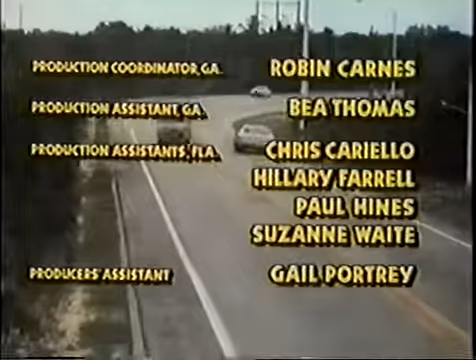 PRODUCTION COORDINATOR, GA. ROBIN CARNES
PRODUCTION ASSISTANT, GA. BEA THOMAS
PRODUCTION ASSISTANTS, FLA. CHRIS CARIELLO
HILLARY FARRELL
PAUL HINES
SUZANNE WAITE
PRODUCERS' ASSISTANT GAIL PORTREY